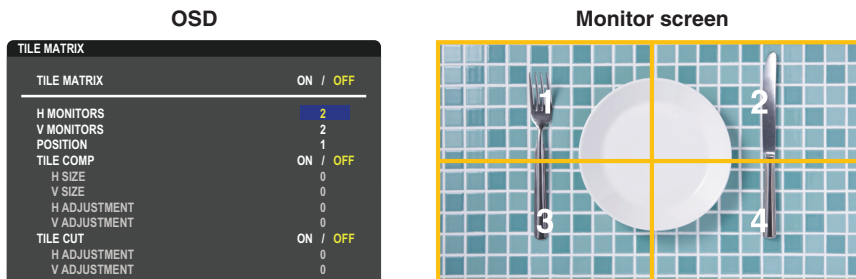 OSD
Monitor screen
TILE MATRIX
TILE MATRIX ON / OFF
H MONITORS 2
V MONITORS 2
POSITION 1
TILE COMP ON / OFF
H SIZE 0
V SIZE 0
H ADJUSTMENT 0
V ADJUSTMENT 0
TILE CUT ON / OFF
H ADJUSTMENT 0
V ADJUSTMENT 0
1 2
3 4